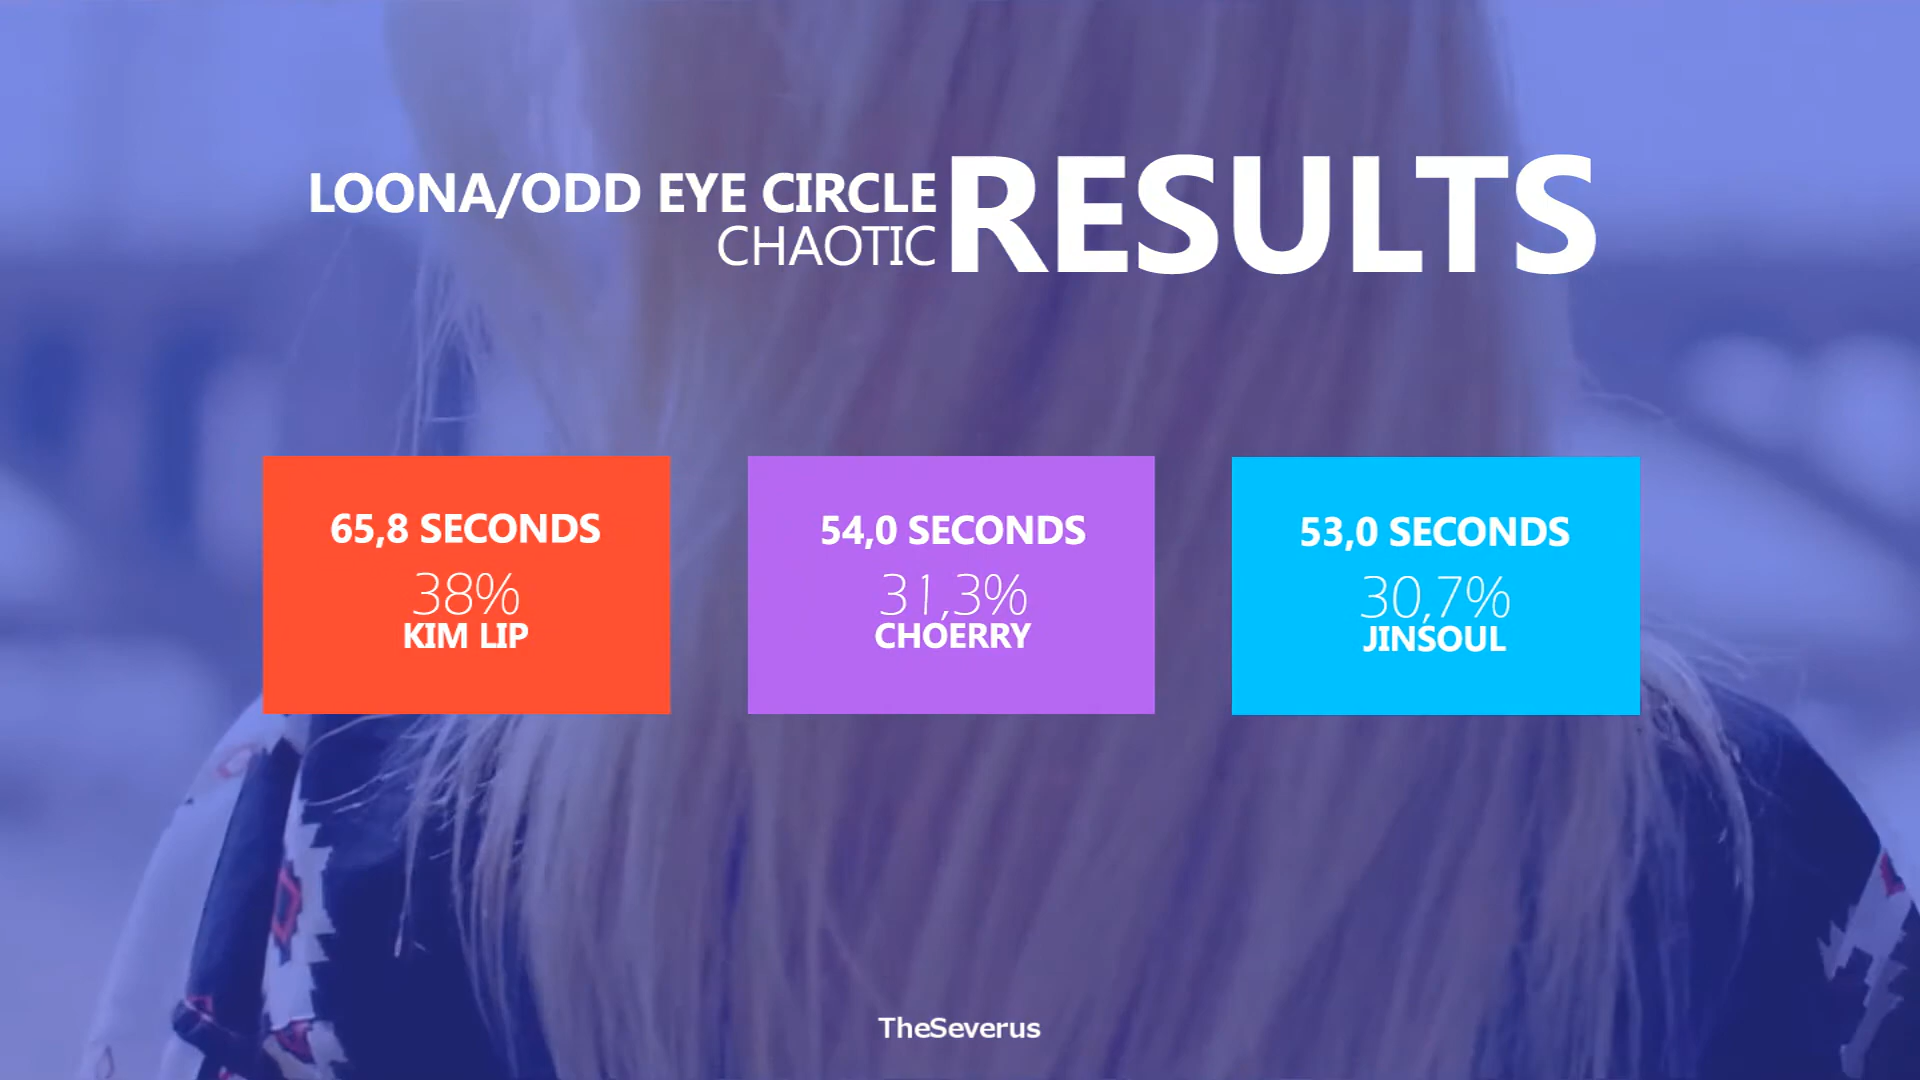 LOONA/ODD EYE CIRCLE
CHAOTIC
RESULTS
65,8 SECONDS
38%
KIM LIP
54,0 SECONDS
31,3%
CHOERRY
53,0 SECONDS
30,7%
JINSOUL
TheSeverus